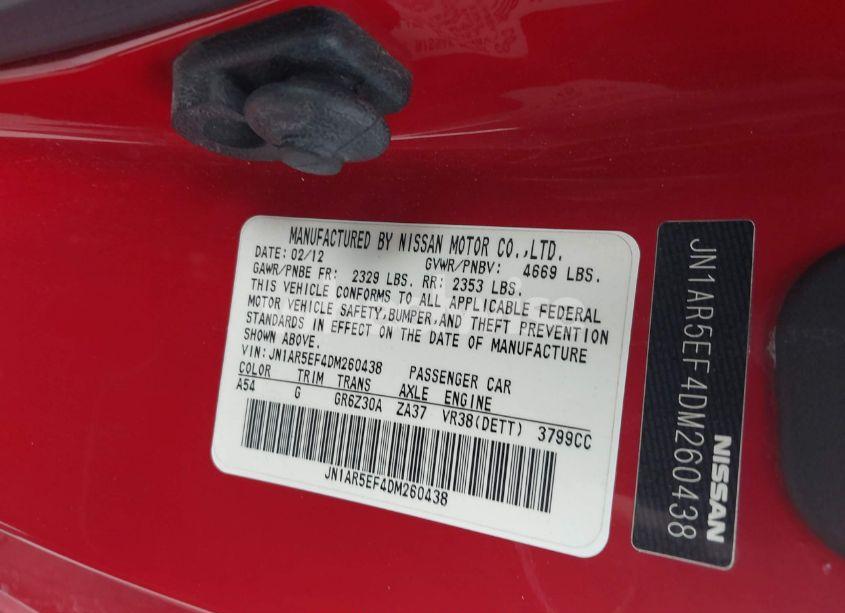 MANUFACTURED BY NISSAN MOTOR CO.,LTD.
DATE: 02/12 GVWR/PNBV: 4669 LBS.
GAWR/PNBE FR: 2329 LBS. RR: 2353 LBS.
THIS VEHICLE CONFORMS TO ALL APPLICABLE FEDERAL
MOTOR VEHICLE SAFETY,BUMPER,AND THEFT PREVENTION
STANDARDS IN EFFECT ON THE DATE OF MANUFACTURE
SHOWN ABOVE.
VIN:JN1AR5EF4DM260438 PASSENGER CAR
COLOR TRIM TRANS AXLE ENGINE
A54 G GR6Z30A ZA37 VR38(DETT) 3799CC
JN1AR5EF4DM260438
JN1AR5EF4DM260438
NISSAN